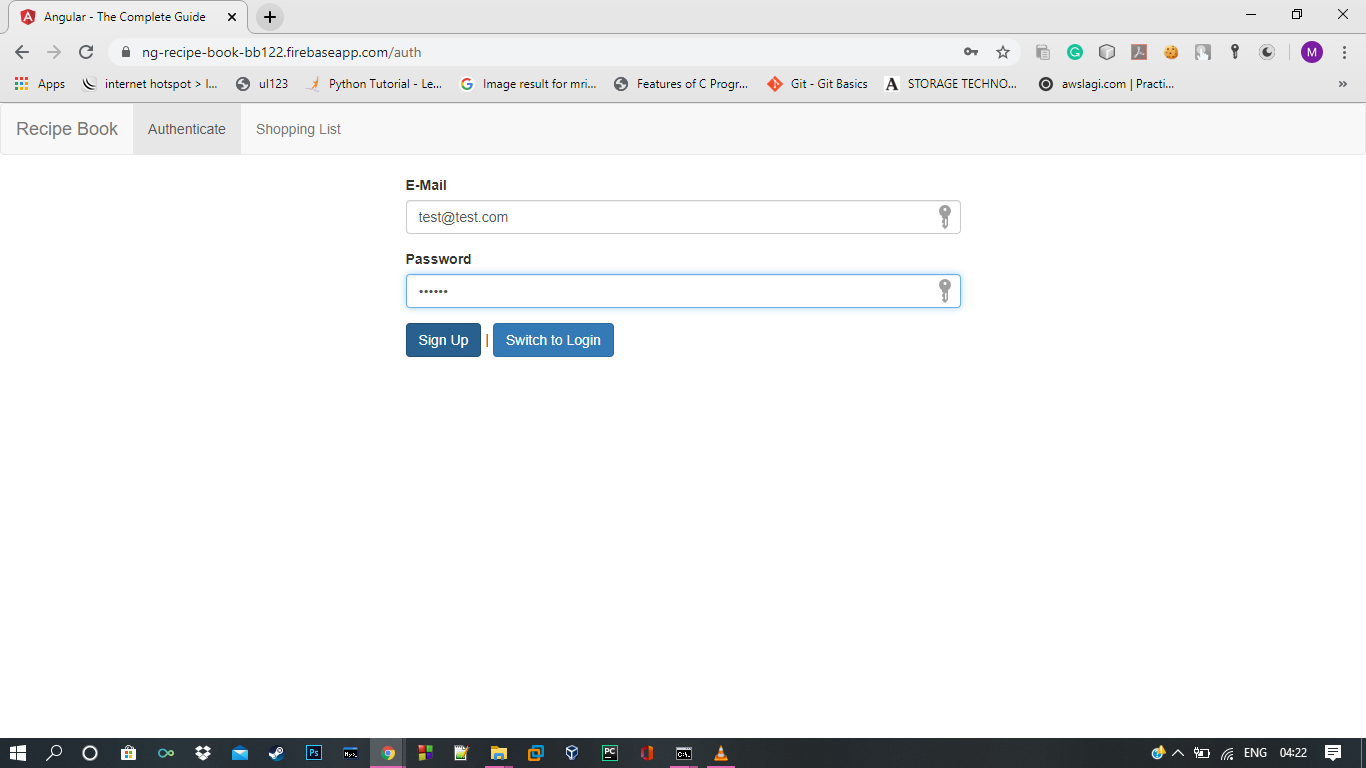 Angular - The Complete Guide
ng-recipe-book-bb122.firebaseapp.com/auth
M
Apps internet hotspot > l... ul123 Python Tutorial - Le... Image result for mri... Features of C Progr... Git - Git Basics STORAGE TECHNO... awslagi.com | Practi... »
Recipe Book Authenticate Shopping List
E-Mail
test@test.com
Password
••••••
Sign Up | Switch to Login
Ps PC ENG 04:22